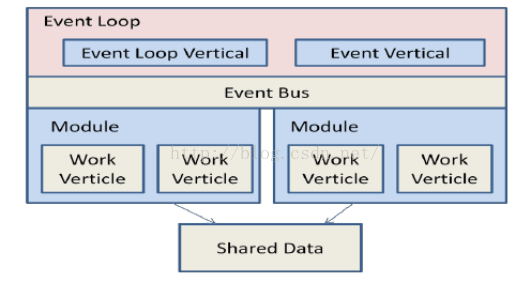 Event Loop
Event Loop Vertical
Event Vertical
Event Bus
Module
Module
Work
Verticle
Work
Verticle
Work
Verticle
Work
Verticle
http://blog.csdn.net/
Shared Data